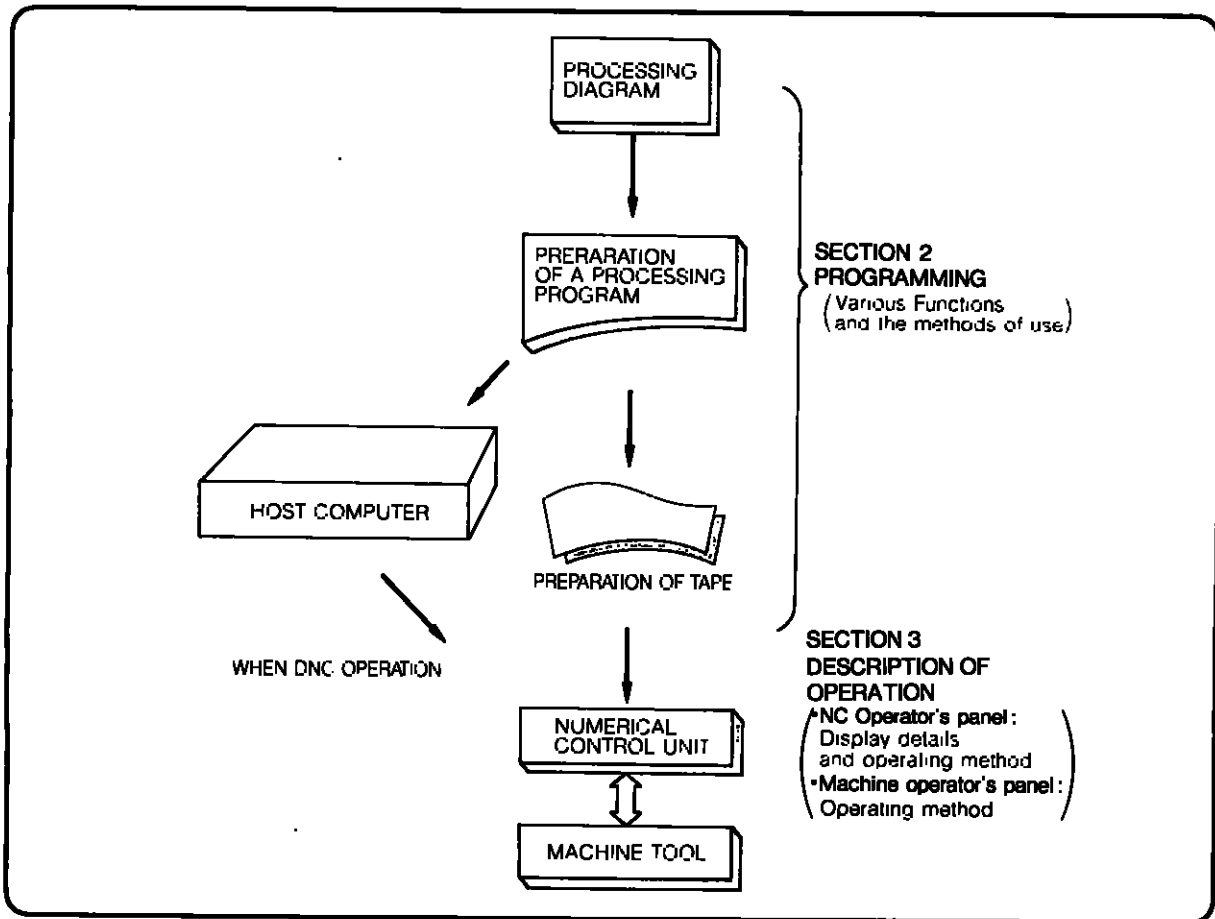 PROCESSING
DIAGRAM
PRERARATION
OF A PROCESSING
PROGRAM
SECTION 2
PROGRAMMING
(Various Functions
and the methods of use)
HOST COMPUTER
PREPARATION OF TAPE
WHEN DNC OPERATION
SECTION 3
DESCRIPTION OF
OPERATION
(•NC Operator's panel:
Display details
and operating method
•Machine operator's panel:
Operating method)
NUMERICAL
CONTROL UNIT
MACHINE TOOL